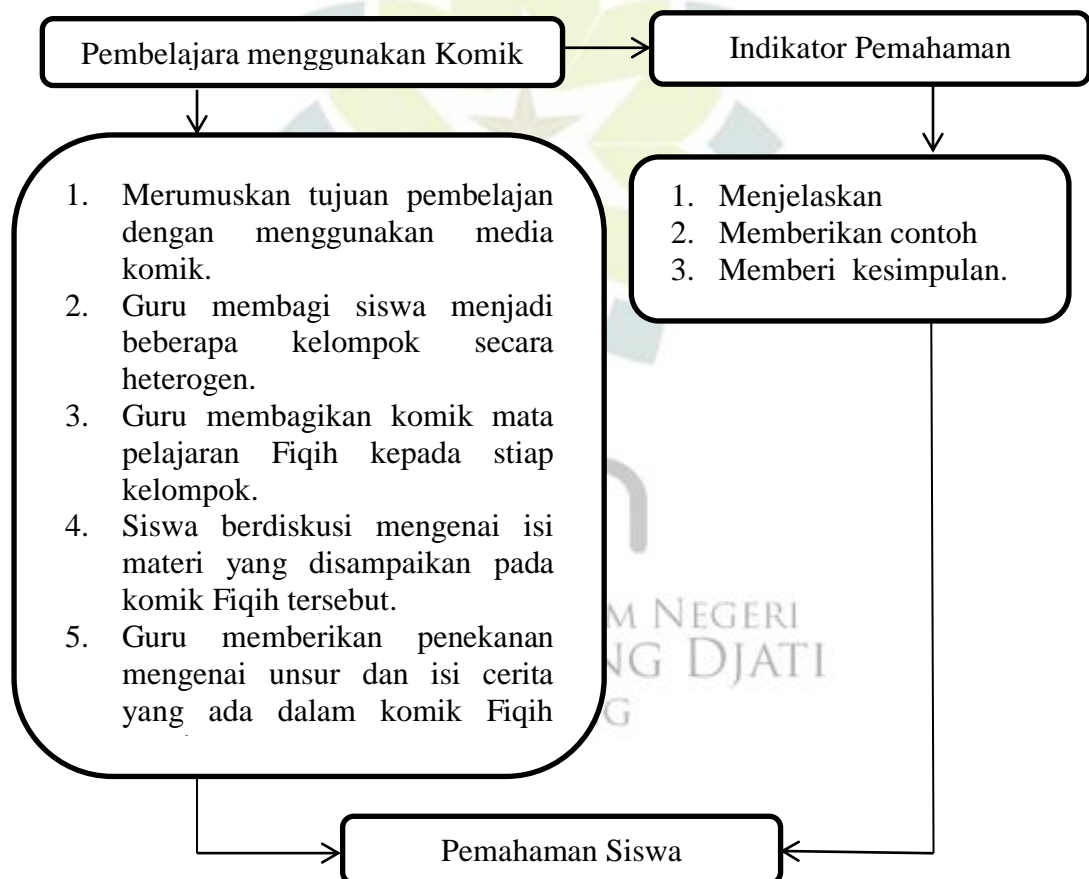 Pembelajara menggunakan Komik
Indikator Pemahaman
1. Merumuskan tujuan pembelajan
dengan menggunakan media
komik.
2. Guru membagi siswa menjadi
beberapa kelompok secara
heterogen.
3. Guru membagikan komik mata
pelajaran Fiqih kepada stiap
kelompok.
4. Siswa berdiskusi mengenai isi
materi yang disampaikan pada
komik Fiqih tersebut.
5. Guru memberikan penekanan
mengenai unsur dan isi cerita
yang ada dalam komik Fiqih
1. Menjelaskan
2. Memberikan contoh
3. Memberi kesimpulan.
M NEGERI
NG DJATI
G
Pemahaman Siswa